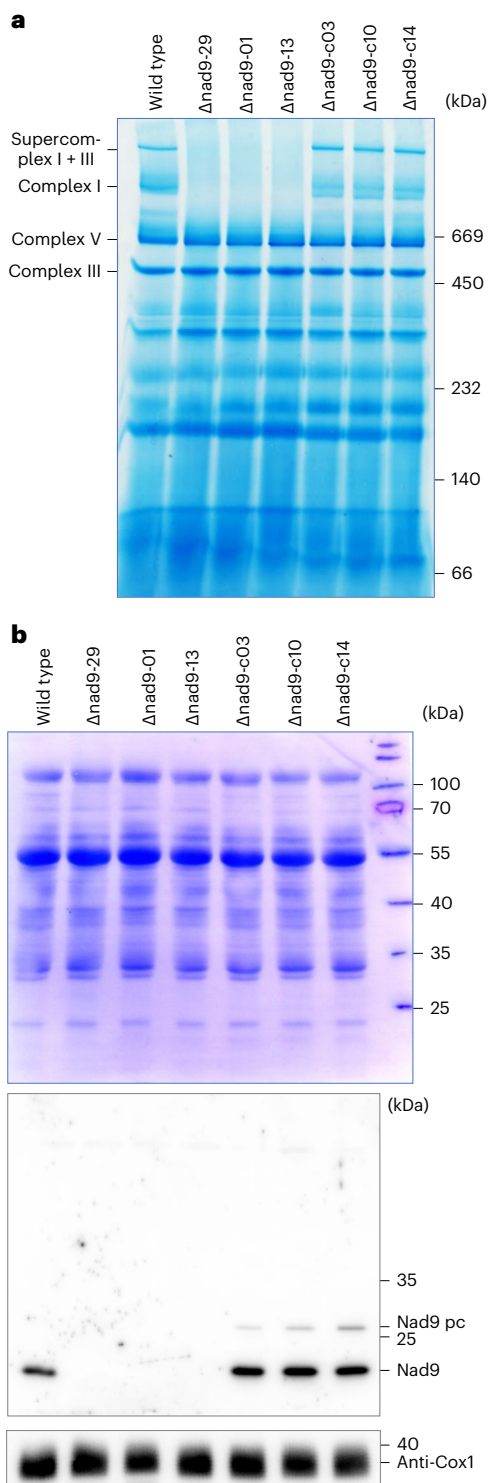 a
Wild type
Δnad9-29
Δnad9-01
Δnad9-13
Δnad9-c03
Δnad9-c10
Δnad9-c14
(kDa)
Supercom-
plex I + III
Complex I
Complex V
Complex III
669
450
232
140
66
b
Wild type
Δnad9-29
Δnad9-01
Δnad9-13
Δnad9-c03
Δnad9-c10
Δnad9-c14
(kDa)
100
70
55
40
35
25
(kDa)
35
Nad9 pc
25
Nad9
40
Anti-Cox1